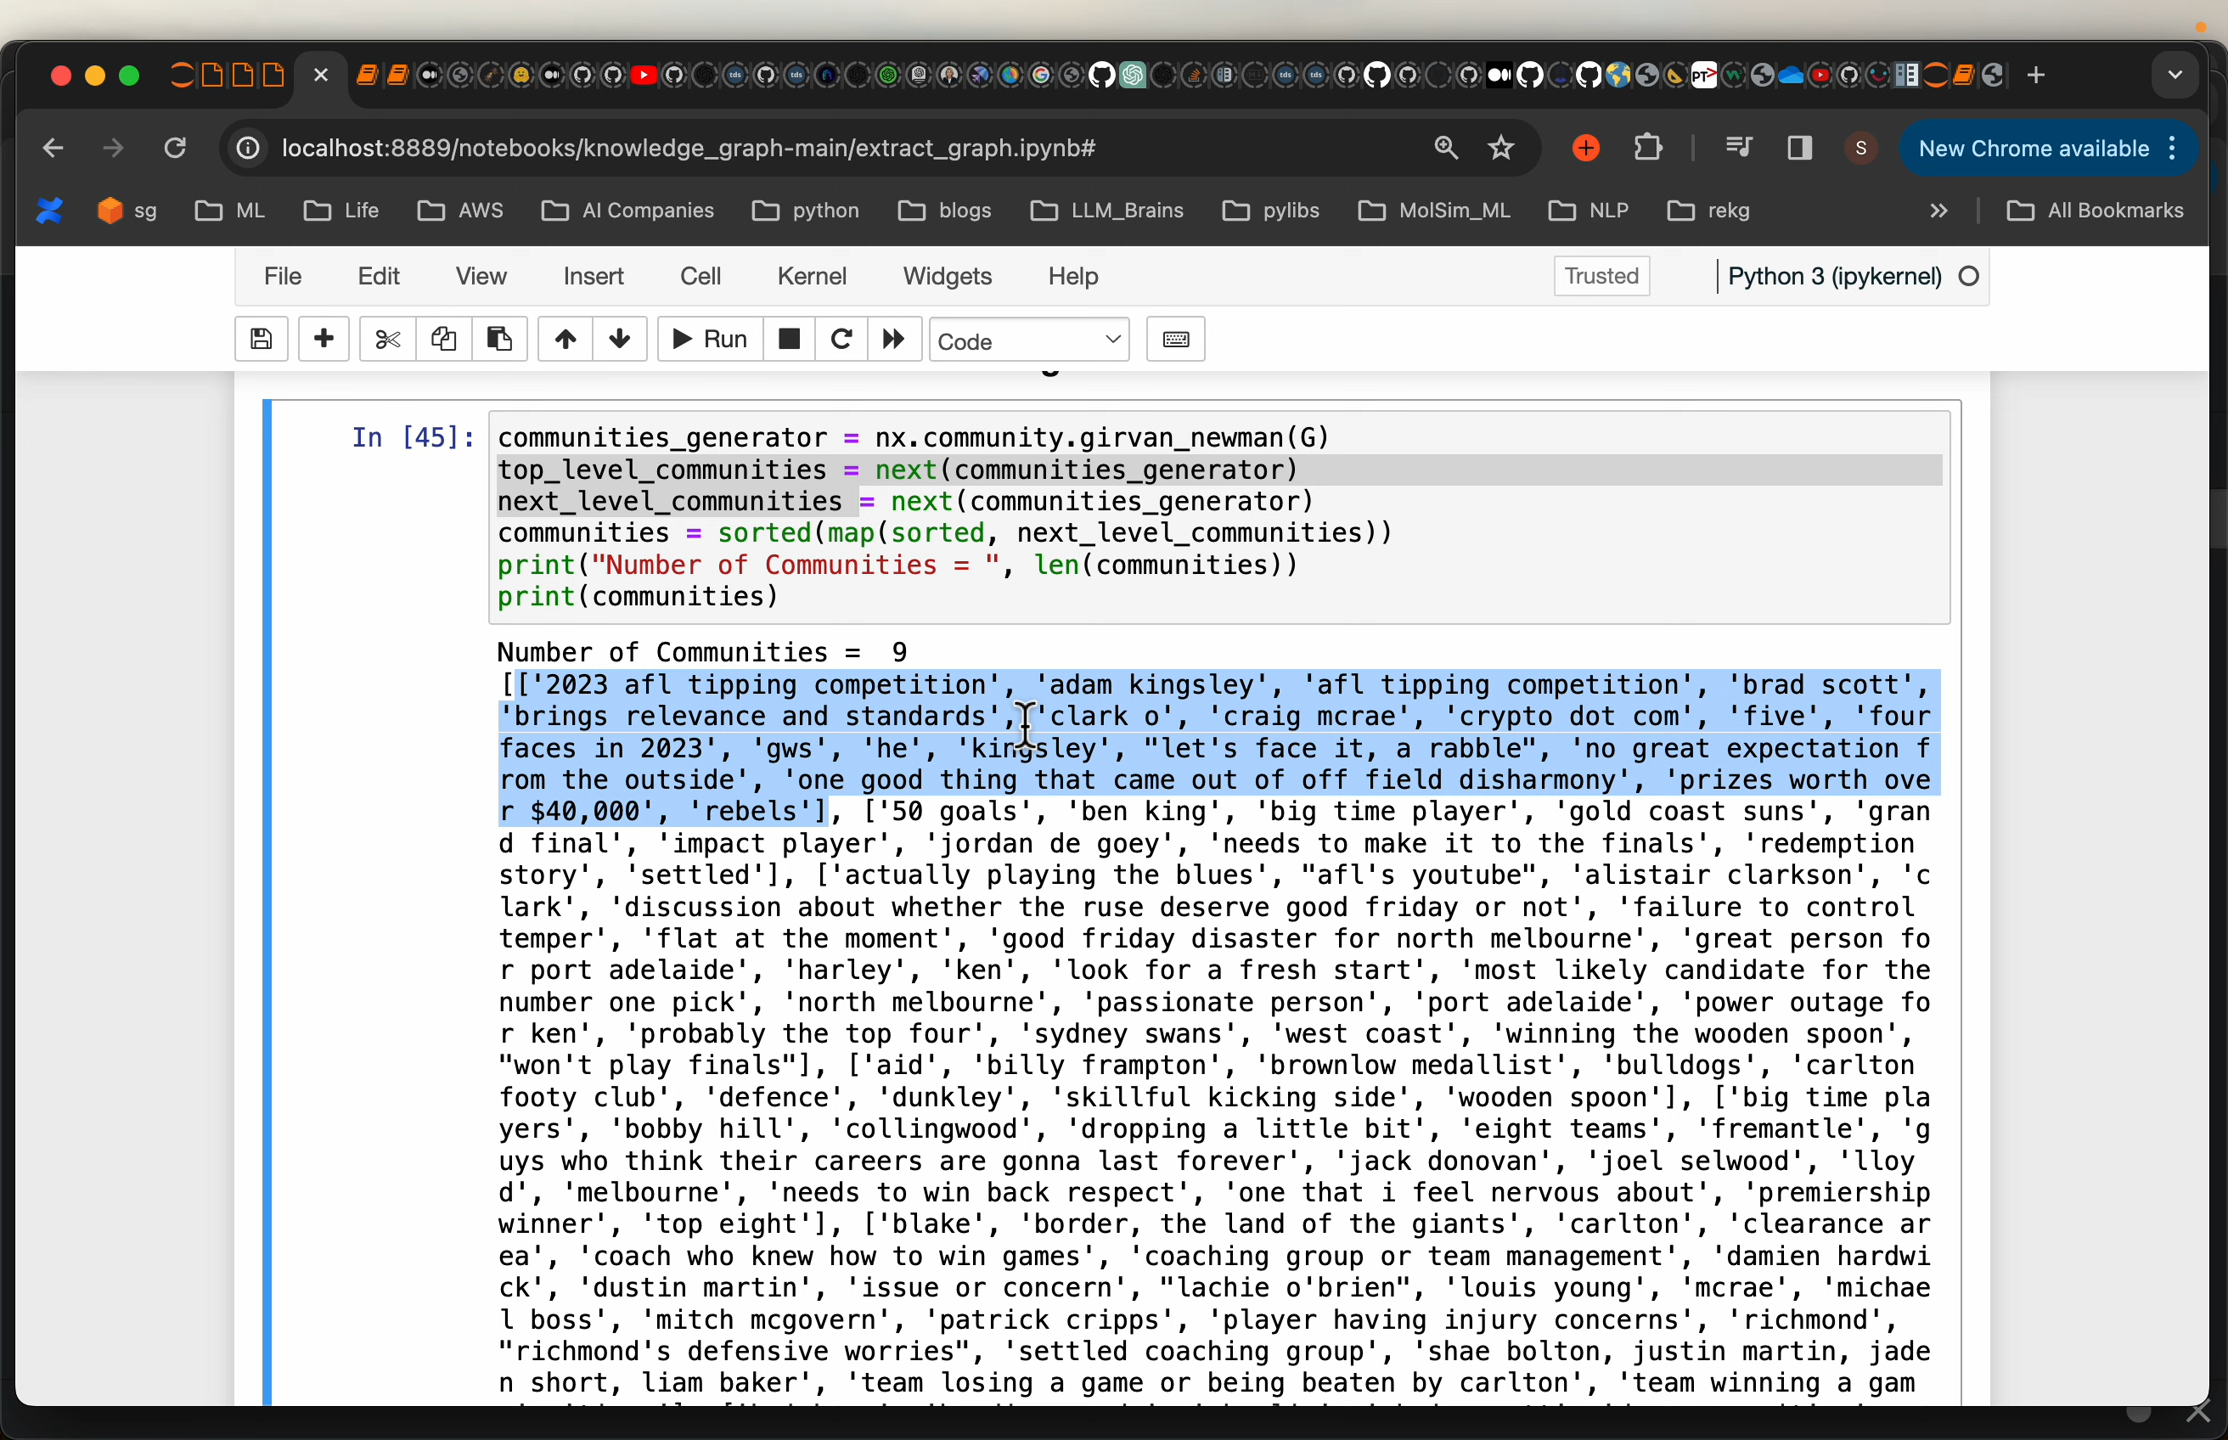 tds
tds
tds
tds
PT>
localhost:8889/notebooks/knowledge_graph-main/extract_graph.ipynb#
S
New Chrome available
sg
ML
Life
AWS
AI Companies
python
blogs
LLM_Brains
pylibs
MolSim_ML
NLP
rekg
»
All Bookmarks
File
Edit
View
Insert
Cell
Kernel
Widgets
Help
Trusted
Python 3 (ipykernel)
Run
Code
In [45]:
communities_generator = nx.community.girvan_newman(G)
top_level_communities = next(communities_generator)
next_level_communities = next(communities_generator)
communities = sorted(map(sorted, next_level_communities))
print("Number of Communities = ", len(communities))
print(communities)
Number of Communities =  9
[['2023 afl tipping competition', 'adam kingsley', 'afl tipping competition', 'brad scott',
'brings relevance and standards', 'clark o', 'craig mcrae', 'crypto dot com', 'five', 'four
faces in 2023', 'gws', 'he', 'kingsley', "let's face it, a rabble", 'no great expectation f
rom the outside', 'one good thing that came out of off field disharmony', 'prizes worth ove
r $40,000', 'rebels'], ['50 goals', 'ben king', 'big time player', 'gold coast suns', 'gran
d final', 'impact player', 'jordan de goey', 'needs to make it to the finals', 'redemption
story', 'settled'], ['actually playing the blues', "afl's youtube", 'alistair clarkson', 'c
lark', 'discussion about whether the ruse deserve good friday or not', 'failure to control
temper', 'flat at the moment', 'good friday disaster for north melbourne', 'great person fo
r port adelaide', 'harley', 'ken', 'look for a fresh start', 'most likely candidate for the
number one pick', 'north melbourne', 'passionate person', 'port adelaide', 'power outage fo
r ken', 'probably the top four', 'sydney swans', 'west coast', 'winning the wooden spoon',
"won't play finals"], ['aid', 'billy frampton', 'brownlow medallist', 'bulldogs', 'carlton
footy club', 'defence', 'dunkley', 'skillful kicking side', 'wooden spoon'], ['big time pla
yers', 'bobby hill', 'collingwood', 'dropping a little bit', 'eight teams', 'fremantle', 'g
uys who think their careers are gonna last forever', 'jack donovan', 'joel selwood', 'lloy
d', 'melbourne', 'needs to win back respect', 'one that i feel nervous about', 'premiership
winner', 'top eight'], ['blake', 'border, the land of the giants', 'carlton', 'clearance ar
ea', 'coach who knew how to win games', 'coaching group or team management', 'damien hardwi
ck', 'dustin martin', 'issue or concern', "lachie o'brien", 'louis young', 'mcrae', 'michae
l boss', 'mitch mcgovern', 'patrick cripps', 'player having injury concerns', 'richmond',
"richmond's defensive worries", 'settled coaching group', 'shae bolton, justin martin, jade
n short, liam baker', 'team losing a game or being beaten by carlton', 'team winning a gam